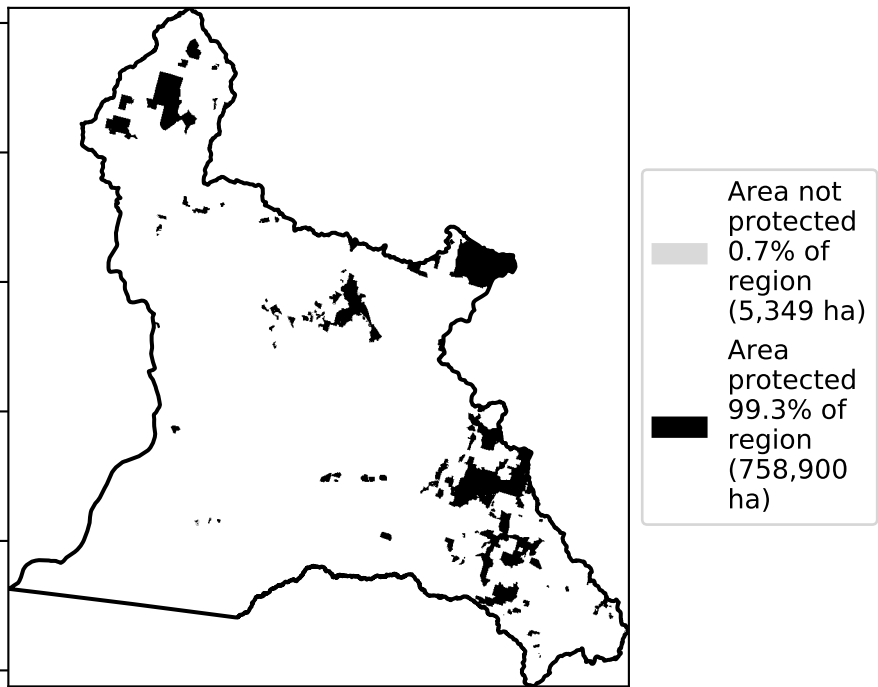 Area not
protected
0.7% of
region
(5,349 ha)
Area
protected
99.3% of
region
(758,900
ha)